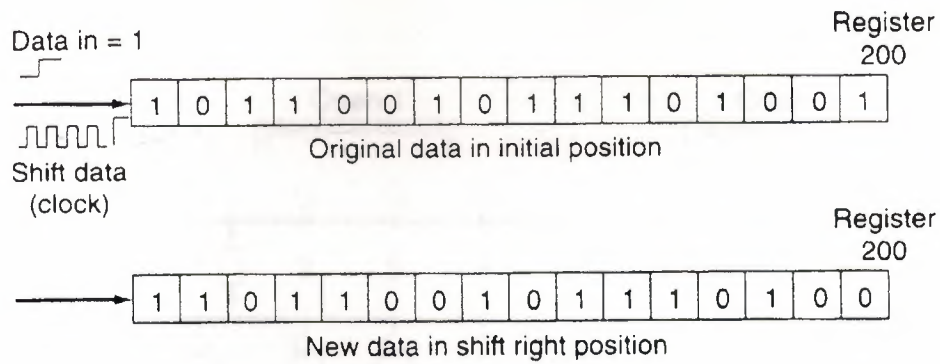 Register
200
Data in = 1
1 0 1 1 0 0 1 0 1 1 1 0 1 0 0 1
Original data in initial position
Shift data
(clock)
Register
200
1 1 0 1 1 0 0 1 0 1 1 1 0 1 0 0
New data in shift right position